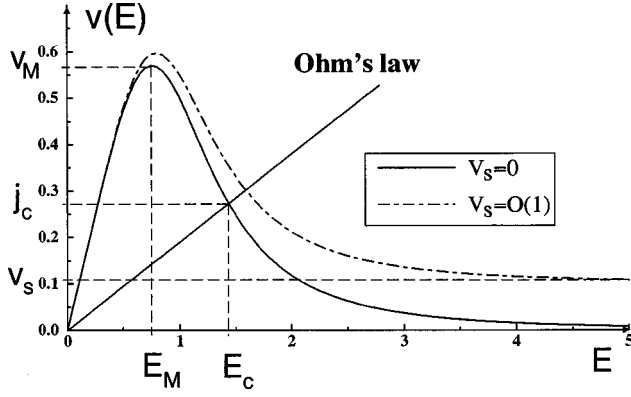 v(E)
0.6
V_M
0.5
Ohm's law
0.4
j_c
0.3
V_S=0
V_S=O(1)
0.2
V_S
0.1
0.0
0 1 2 3 4 5
E_M E_c E